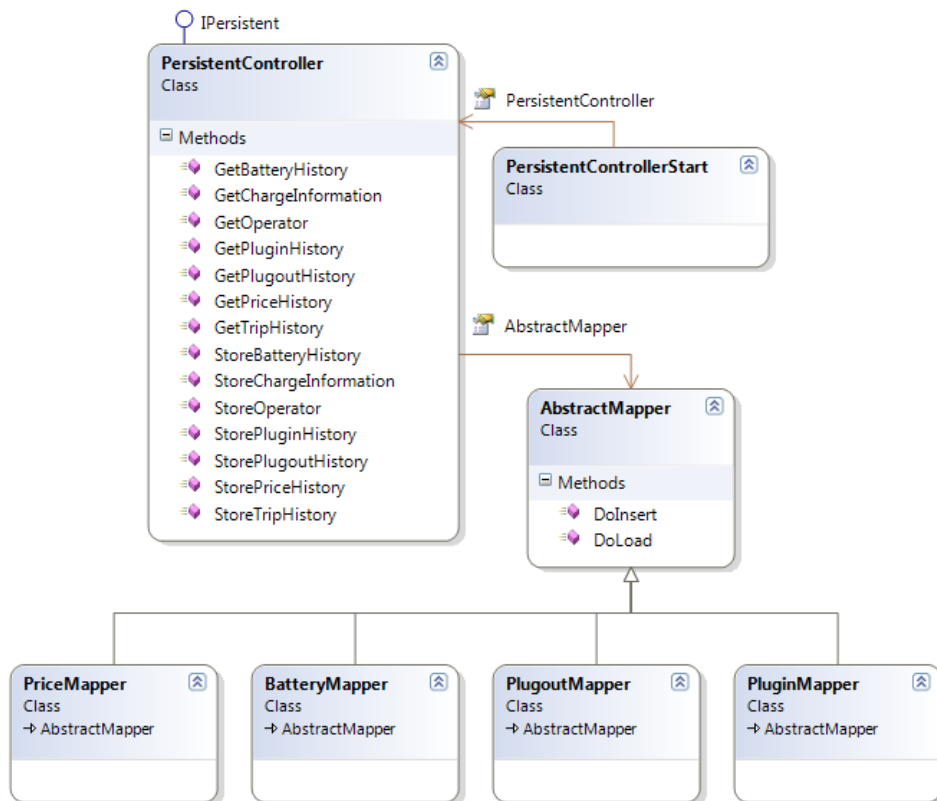 IPersistent
PersistentController
Class
Methods
GetBatteryHistory
GetChargeInformation
GetOperator
GetPluginHistory
GetPlugoutHistory
GetPriceHistory
GetTripHistory
StoreBatteryHistory
StoreChargeInformation
StoreOperator
StorePluginHistory
StorePlugoutHistory
StorePriceHistory
StoreTripHistory
PersistentController
PersistentControllerStart
Class
AbstractMapper
AbstractMapper
Class
Methods
DoInsert
DoLoad
PriceMapper
Class
AbstractMapper
BatteryMapper
Class
AbstractMapper
PlugoutMapper
Class
AbstractMapper
PluginMapper
Class
AbstractMapper